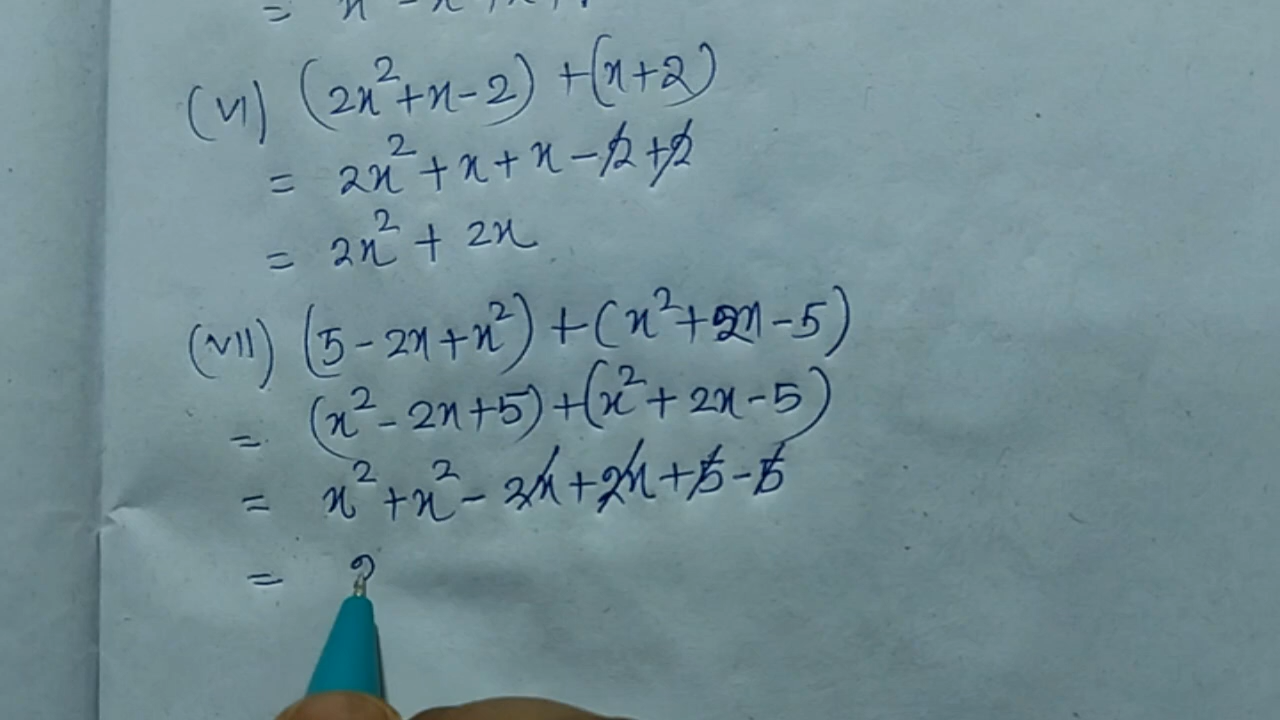 (VI) (2x²+x-2) +(x+2)
= 2x² + x + x - 2 + 2
= 2x² + 2x
(VII) (5-2x+x²) + (x²+2x-5)
= (x²-2x+5)+(x²+2x-5)
= x²+x²-2x+2x+5-5
= 2